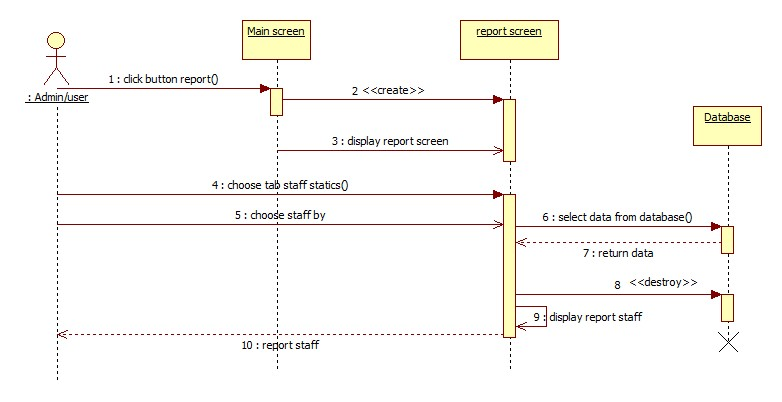 Main screen
report screen
1 : click button report()
2 <<create>>
: Admin/user
Database
3 : display report screen
4 : choose tab staff statics()
5 : choose staff by
6 : select data from database()
7 : return data
8 <<destroy>>
9 : display report staff
10 : report staff